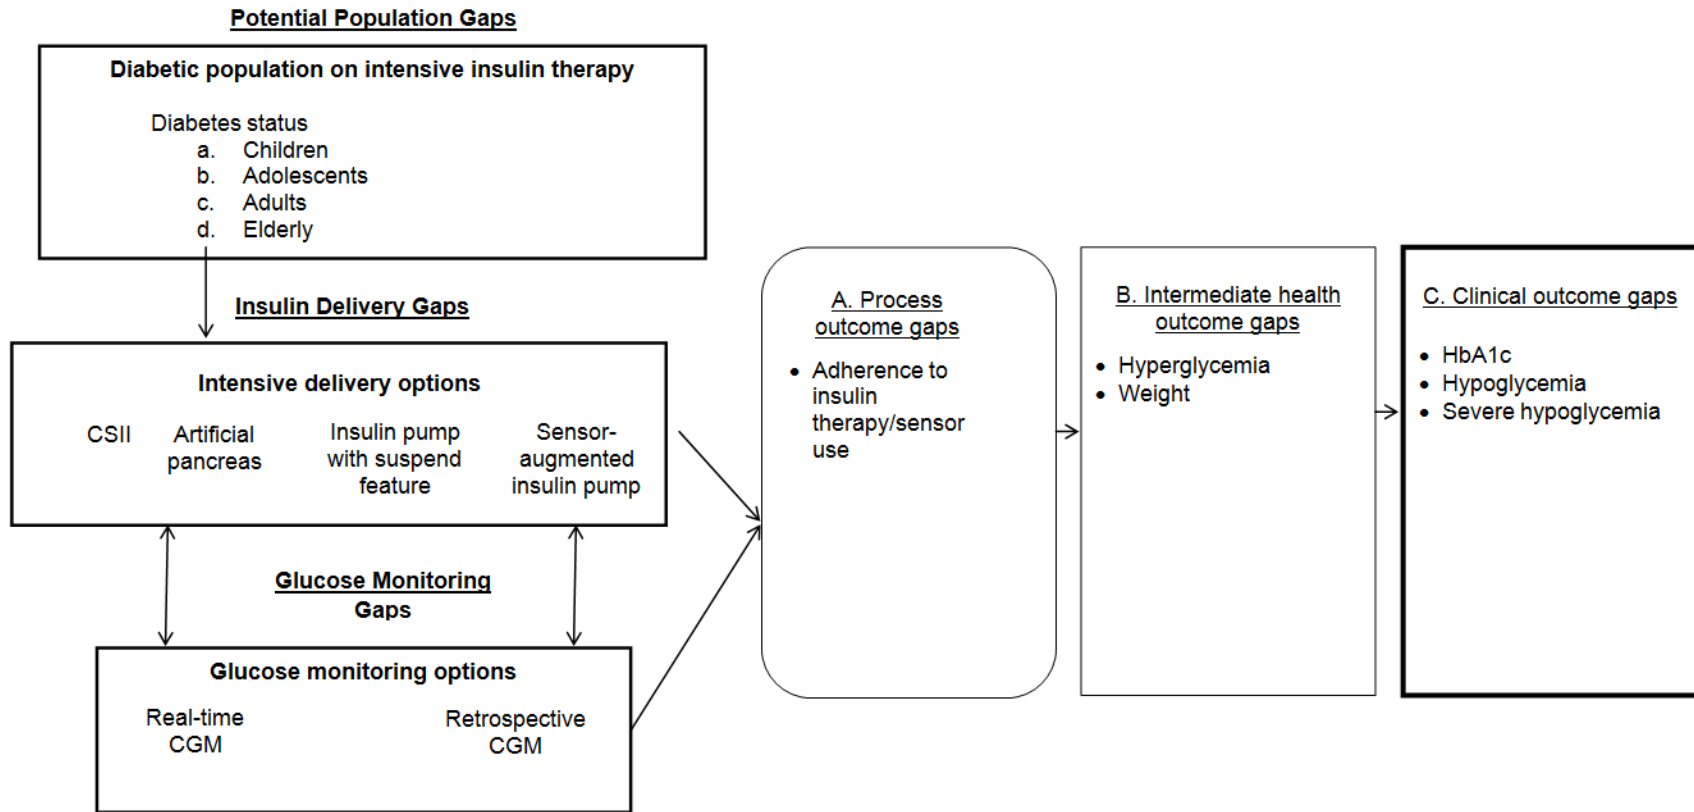 Potential Population Gaps
Diabetic population on intensive insulin therapy
Diabetes status
a. Children
b. Adolescents
c. Adults
d. Elderly
Insulin Delivery Gaps
Intensive delivery options
CSII
Artificial
pancreas
Insulin pump
with suspend
feature
Sensor-
augmented
insulin pump
Glucose Monitoring
Gaps
Glucose monitoring options
Real-time
CGM
Retrospective
CGM
A. Process
outcome gaps
• Adherence to
insulin
therapy/sensor
use
B. Intermediate health
outcome gaps
• Hyperglycemia
• Weight
C. Clinical outcome gaps
• HbA1c
• Hypoglycemia
• Severe hypoglycemia